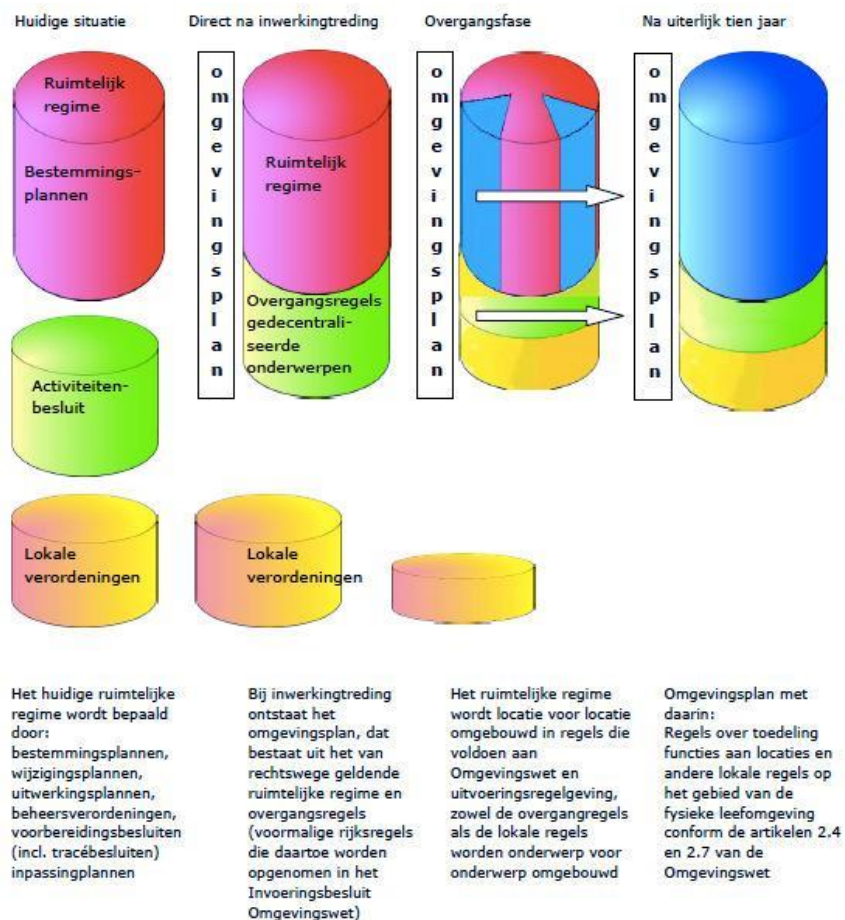 Huidige situatie
Direct na inwerkingtreding
Overgangsfase
Na uiterlijk tien jaar
Ruimtelijk
regime
Bestemmings-
plannen
omgevingsplan
Ruimtelijk
regime
Overgangsregels
gedecentrali-
seerde
onderwerpen
omgevingsplan
omgevingsplan
Activiteiten-
besluit
Lokale
verordeningen
Lokale
verordeningen
Het huidige ruimtelijke
regime wordt bepaald
door:
bestemmingsplannen,
wijzigingsplannen,
uitwerkingsplannen,
beheersverordeningen,
voorbereidingsbesluiten
(incl. tracébesluiten)
inpassingplannen
Bij inwerkingtreding
ontstaat het
omgevingsplan, dat
bestaat uit het van
rechtswege geldende
ruimtelijke regime en
overgangsregels
(voormalige rijksregels
die daartoe worden
opgenomen in het
Invoeringsbesluit
Omgevingswet)
Het ruimtelijke regime
wordt locatie voor locatie
omgebouwd in regels die
voldoen aan
Omgevingswet en
uitvoeringsregelgeving,
zowel de overgangregels
als de lokale regels
worden onderwerp voor
onderwerp omgebouwd
Omgevingsplan met
daarin:
Regels over toedeling
functies aan locaties en
andere lokale regels op
het gebied van de
fysieke leefomgeving
conform de artikelen 2.4
en 2.7 van de
Omgevingswet